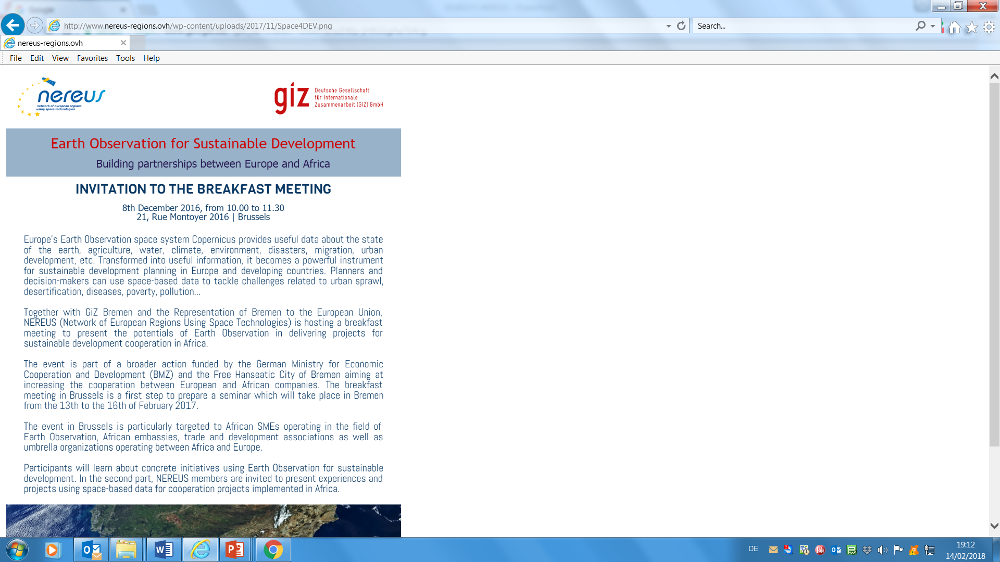 Google
http://www.nereus-regions.ovh/wp-content/uploads/2017/11/Space4DEV.png
Search...
nereus-regions.ovh
File Edit View Favorites Tools Help
nereus
network of european regions
using space technologies
giz Deutsche Gesellschaft
für Internationale
Zusammenarbeit (GIZ) GmbH
Earth Observation for Sustainable Development
Building partnerships between Europe and Africa
INVITATION TO THE BREAKFAST MEETING
8th December 2016, from 10.00 to 11.30
21, Rue Montoyer 2016 | Brussels
Europe's Earth Observation space system Copernicus provides useful data about the state
of the earth, agriculture, water, climate, environment, disasters, migration, urban
development, etc. Transformed into useful information, it becomes a powerful instrument
for sustainable development planning in Europe and developing countries. Planners and
decision-makers can use space-based data to tackle challenges related to urban sprawl,
desertification, diseases, poverty, pollution...
Together with GiZ Bremen and the Representation of Bremen to the European Union,
NEREUS (Network of European Regions Using Space Technologies) is hosting a breakfast
meeting to present the potentials of Earth Observation in delivering projects for
sustainable development cooperation in Africa.
The event is part of a broader action funded by the German Ministry for Economic
Cooperation and Development (BMZ) and the Free Hanseatic City of Bremen aiming at
increasing the cooperation between European and African companies. The breakfast
meeting in Brussels is a first step to prepare a seminar which will take place in Bremen
from the 13th to the 16th of February 2017.
The event in Brussels is particularly targeted to African SMEs operating in the field of
Earth Observation, African embassies, trade and development associations as well as
umbrella organizations operating between Africa and Europe.
Participants will learn about concrete initiatives using Earth Observation for sustainable
development. In the second part, NEREUS members are invited to present experiences and
projects using space-based data for cooperation projects implemented in Africa.
DE
19:12
14/02/2018